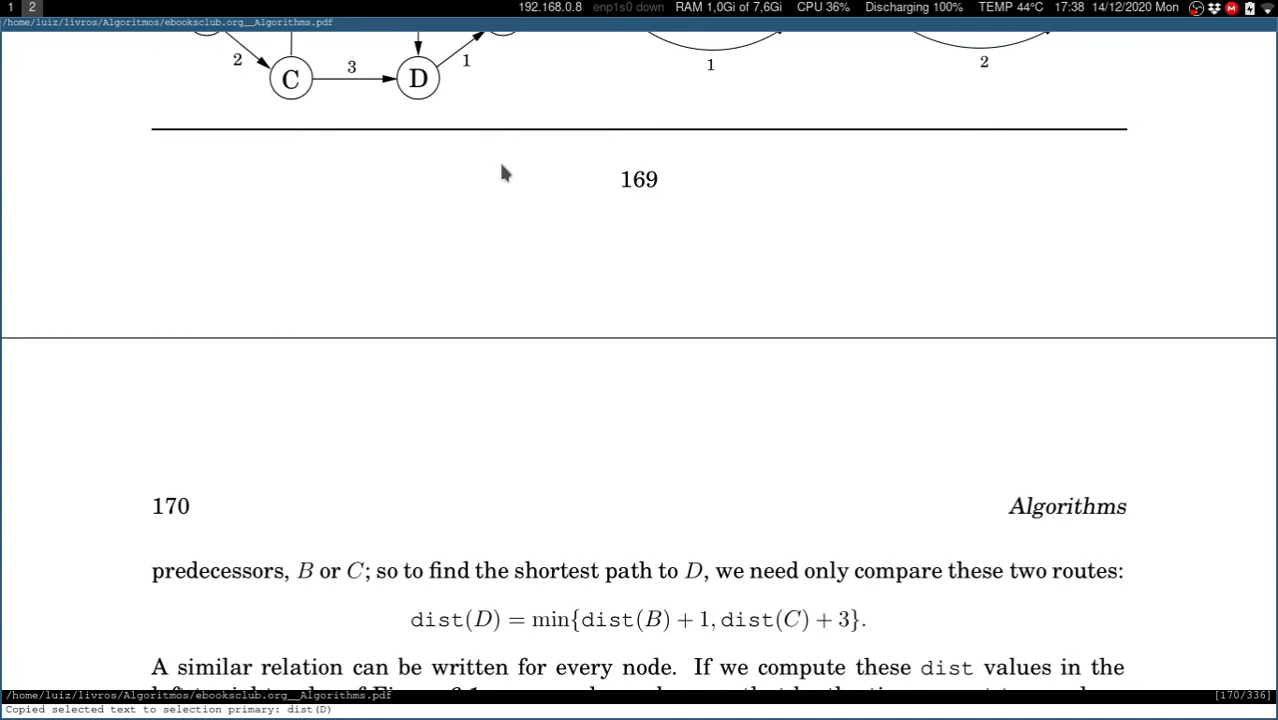 1 2 192.168.0.8 enp1s0 down RAM 1,0Gi of 7,6Gi CPU 36% Discharging 100% TEMP 44°C 17:38 14/12/2020 Mon
/home/luiz/livros/Algoritmos/ebooksclub.org__Algorithms.pdf
2 C 3 D 1 1 2
169
170 Algorithms
predecessors, B or C; so to find the shortest path to D, we need only compare these two routes:
dist(D) = min{dist(B) + 1, dist(C) + 3}.
A similar relation can be written for every node. If we compute these dist values in the
/home/luiz/livros/Algoritmos/ebooksclub.org__Algorithms.pdf [170/336]
Copied selected text to selection primary: dist(D)